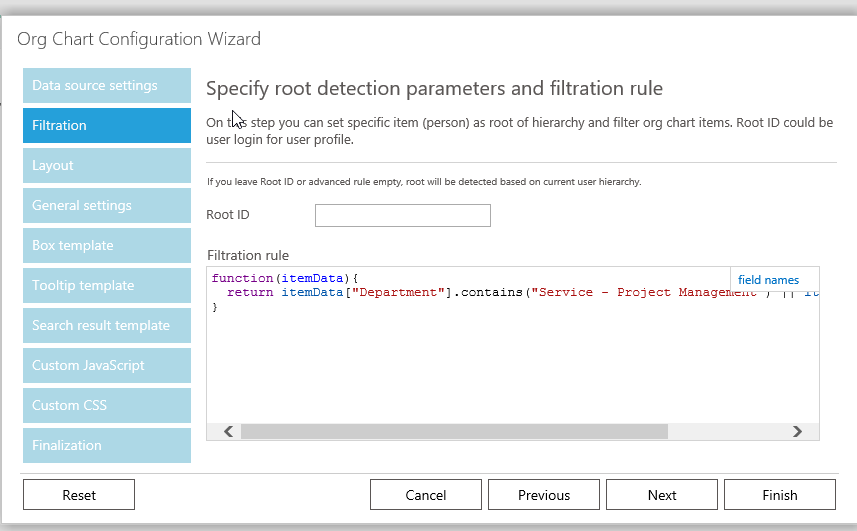 Org Chart Configuration Wizard
Data source settings
Filtration
Layout
General settings
Box template
Tooltip template
Search result template
Custom JavaScript
Custom CSS
Finalization
Specify root detection parameters and filtration rule
On this step you can set specific item (person) as root of hierarchy and filter org chart items. Root ID could be
user login for user profile.
If you leave Root ID or advanced rule empty, root will be detected based on current user hierarchy.
Root ID
Filtration rule
field names
function(itemData){
return itemData["Department"].contains("Service - Project Management") ||
}
Reset
Cancel
Previous
Next
Finish